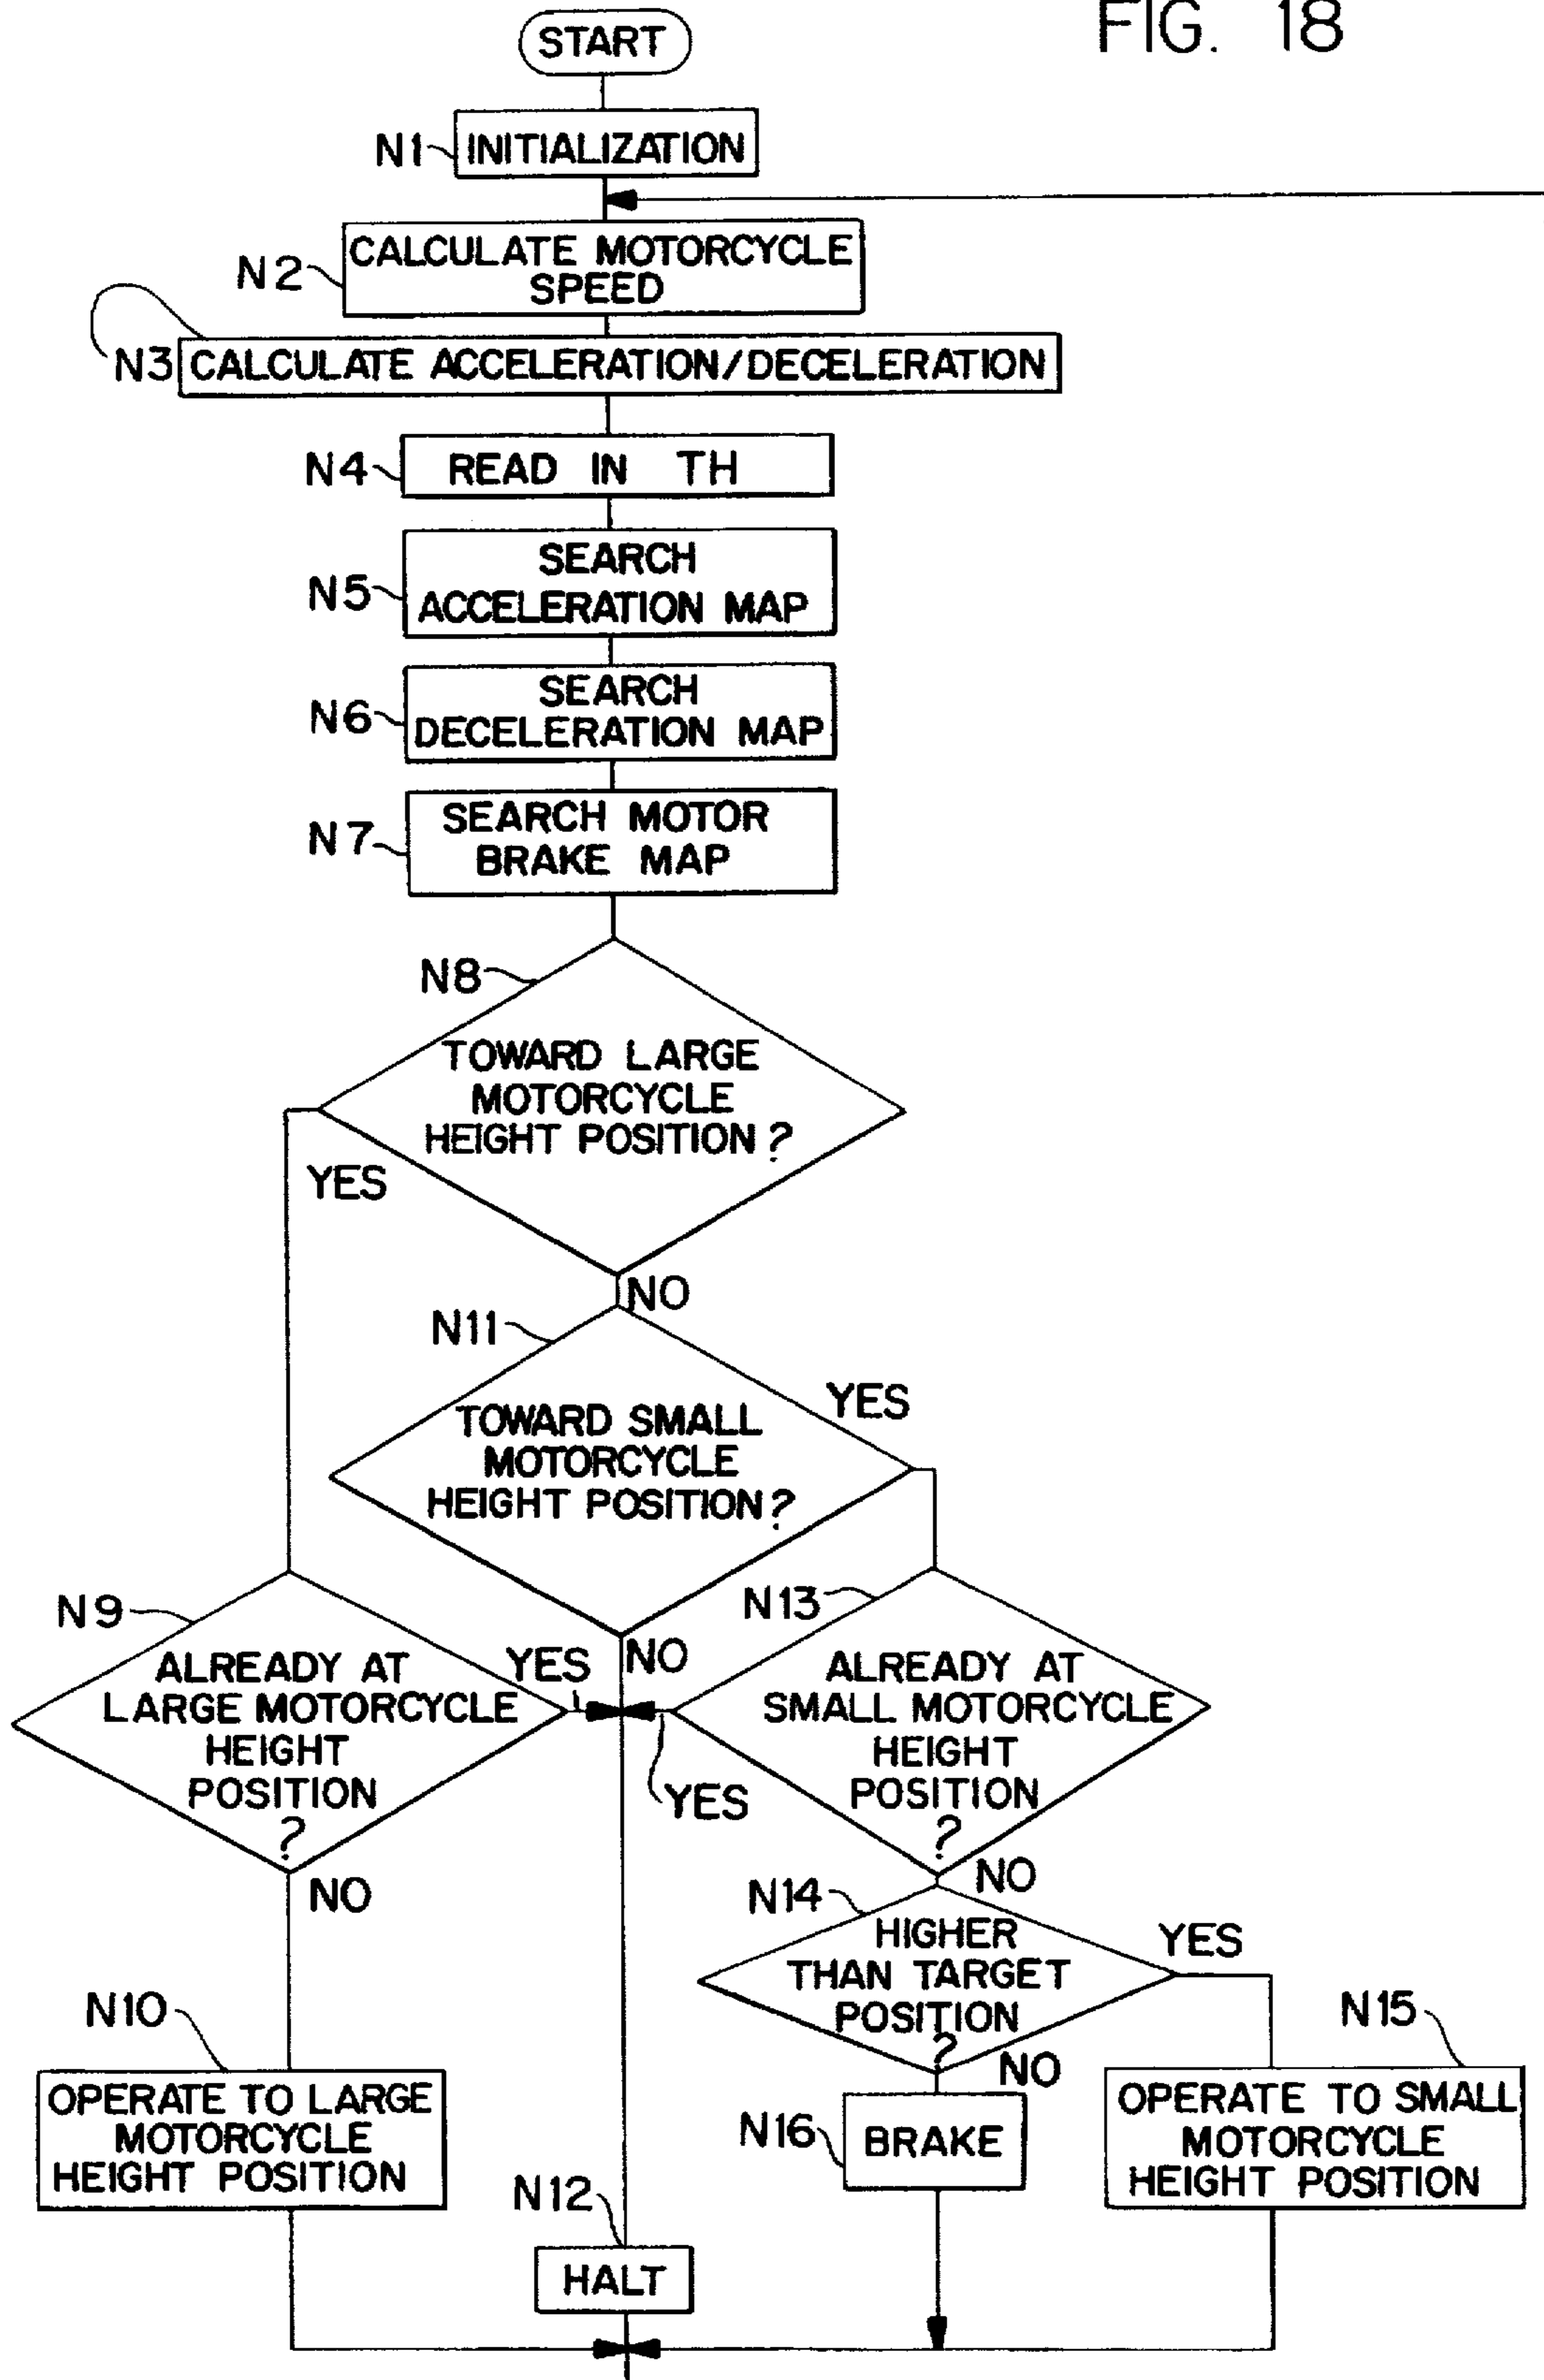 FIG. 18
START
N1
INITIALIZATION
N2
CALCULATE MOTORCYCLE
SPEED
N3
CALCULATE ACCELERATION/DECELERATION
N4
READ IN TH
N5
SEARCH
ACCELERATION MAP
N6
SEARCH
DECELERATION MAP
N7
SEARCH MOTOR
BRAKE MAP
N8
TOWARD LARGE
MOTORCYCLE
HEIGHT POSITION?
YES
NO
N11
TOWARD SMALL
MOTORCYCLE
HEIGHT POSITION?
YES
NO
N9
ALREADY AT
LARGE MOTORCYCLE
HEIGHT
POSITION
?
YES
NO
N13
ALREADY AT
SMALL MOTORCYCLE
HEIGHT
POSITION
?
YES
NO
N14
HIGHER
THAN TARGET
POSITION
?
YES
NO
N10
OPERATE TO LARGE
MOTORCYCLE
HEIGHT POSITION
N12
HALT
N16
BRAKE
N15
OPERATE TO SMALL
MOTORCYCLE
HEIGHT POSITION